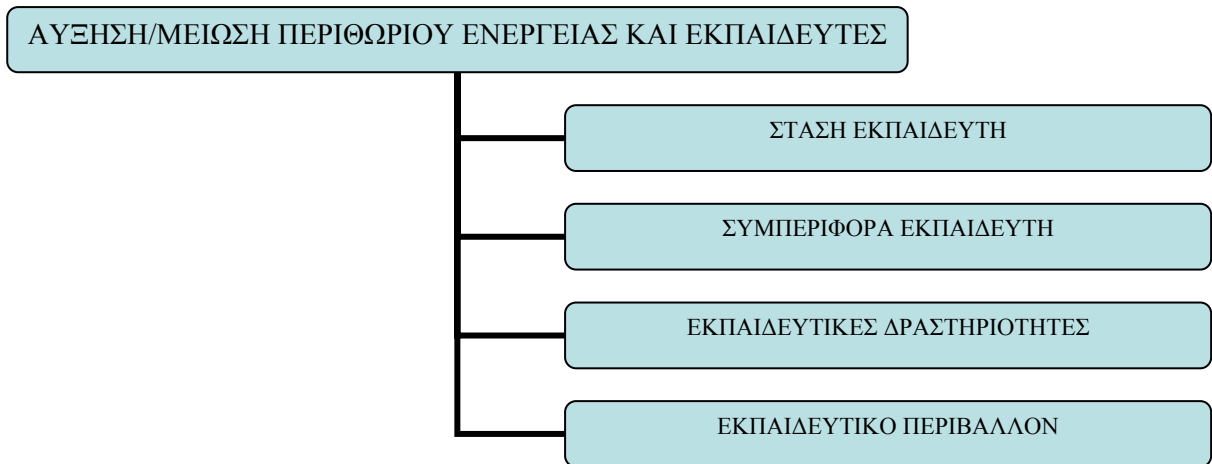 ΑΥΞΗΣΗ/ΜΕΙΩΣΗ ΠΕΡΙΘΩΡΙΟΥ ΕΝΕΡΓΕΙΑΣ ΚΑΙ ΕΚΠΑΙΔΕΥΤΕΣ
ΣΤΑΣΗ ΕΚΠΑΙΔΕΥΤΗ
ΣΥΜΠΕΡΙΦΟΡΑ ΕΚΠΑΙΔΕΥΤΗ
ΕΚΠΑΙΔΕΥΤΙΚΕΣ ΔΡΑΣΤΗΡΙΟΤΗΤΕΣ
ΕΚΠΑΙΔΕΥΤΙΚΟ ΠΕΡΙΒΑΛΛΟΝ